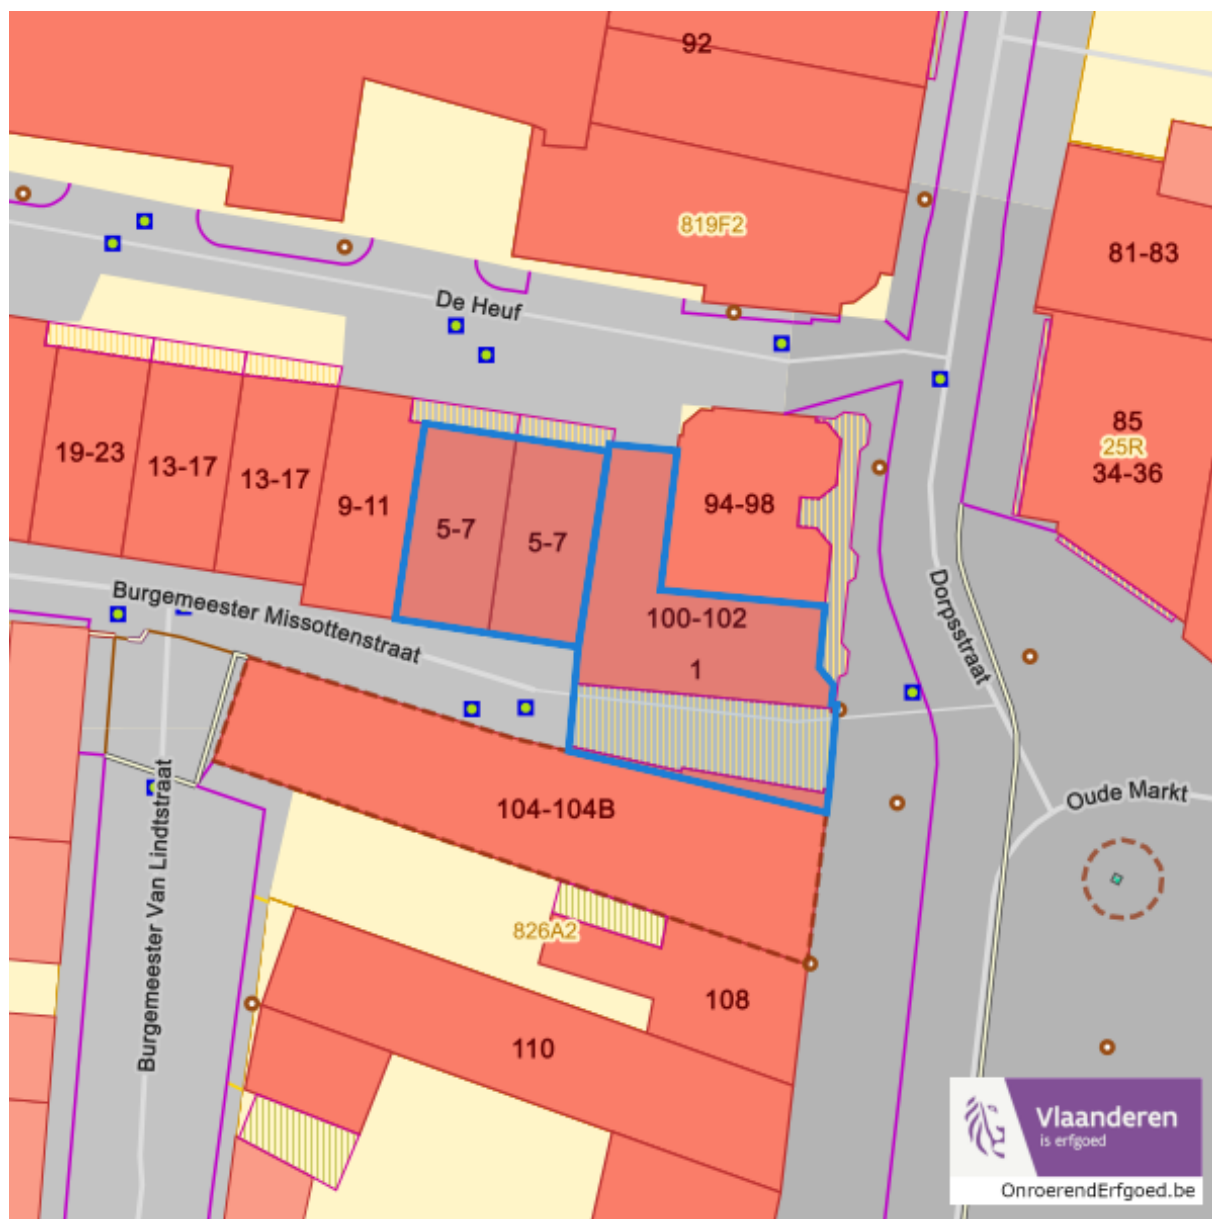 92
819F2
81-83
De Heuf
85
25R
34-36
19-23
13-17
13-17
9-11
5-7
5-7
94-98
100-102
1
Burgemeester Missottenstraat
Dorpsstraat
104-104B
Oude Markt
Burgemeester Van Lindtstraat
826A2
108
110
Vlaanderen
is erfgoed
OnroerendErfgoed.be